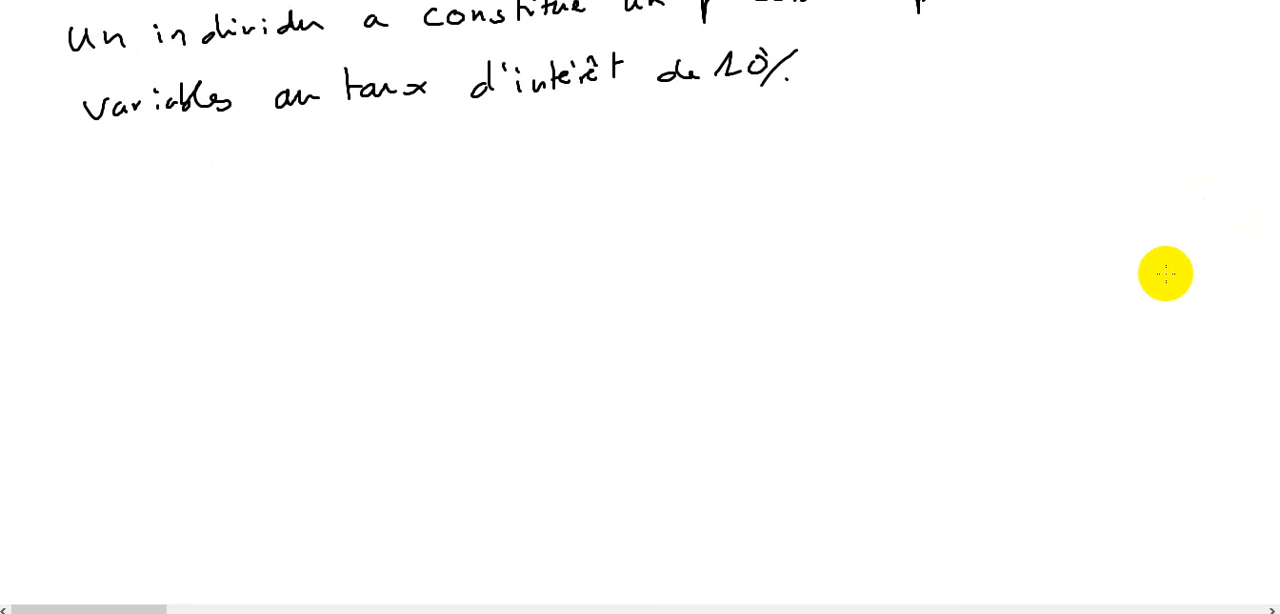 Un individu a constitué un
variables au taux d'intérêt de 10%